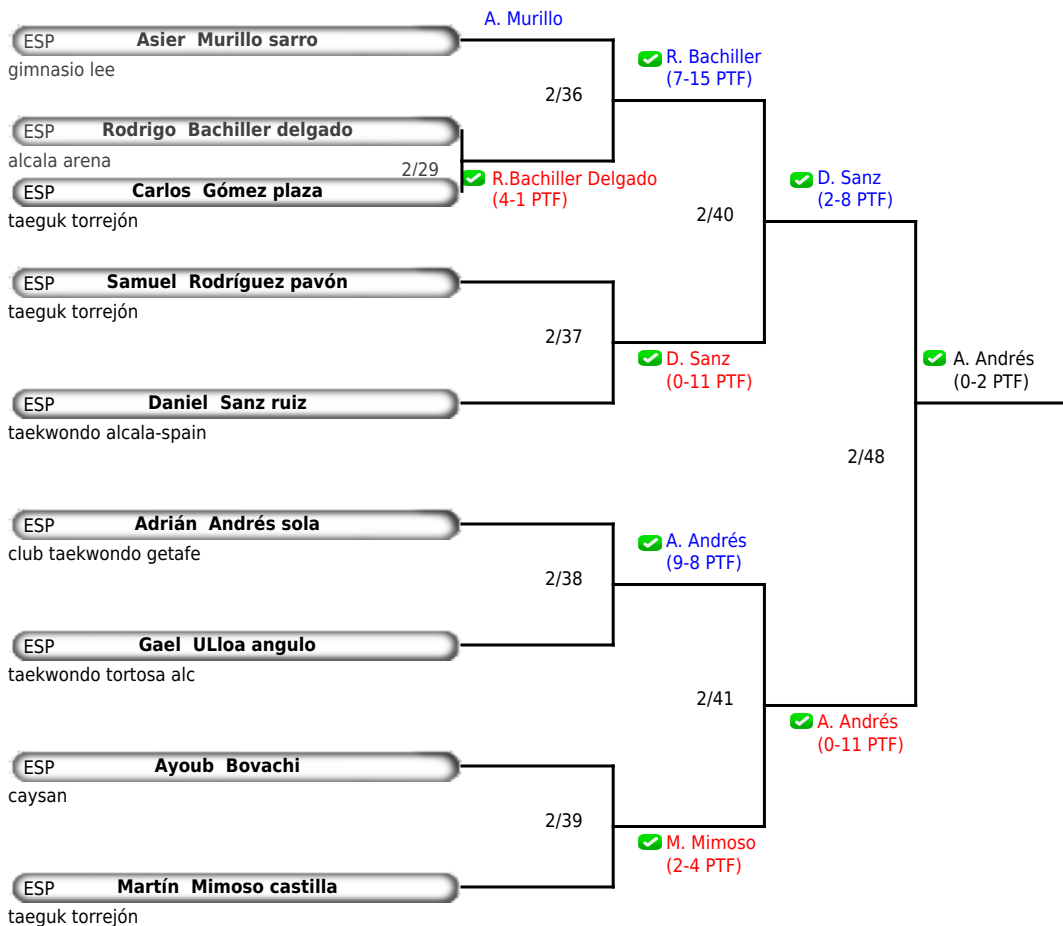 A. Murillo
ESP Asier Murillo sarro
gimnasio lee
R. Bachiller
(7-15 PTF)
2/36
ESP Rodrigo Bachiller delgado
alcala arena
2/29
R.Bachiller Delgado
(4-1 PTF)
ESP Carlos Gómez plaza
taeguk torrejón
D. Sanz
(2-8 PTF)
2/40
ESP Samuel Rodríguez pavón
taeguk torrejón
2/37
D. Sanz
(0-11 PTF)
A. Andrés
(0-2 PTF)
ESP Daniel Sanz ruiz
taekwondo alcala-spain
2/48
ESP Adrián Andrés sola
club taekwondo getafe
A. Andrés
(9-8 PTF)
2/38
ESP Gael ULloa angulo
taekwondo tortosa alc
2/41
A. Andrés
(0-11 PTF)
ESP Ayoub Bovachi
caysan
2/39
M. Mimoso
(2-4 PTF)
ESP Martín Mimoso castilla
taeguk torrejón